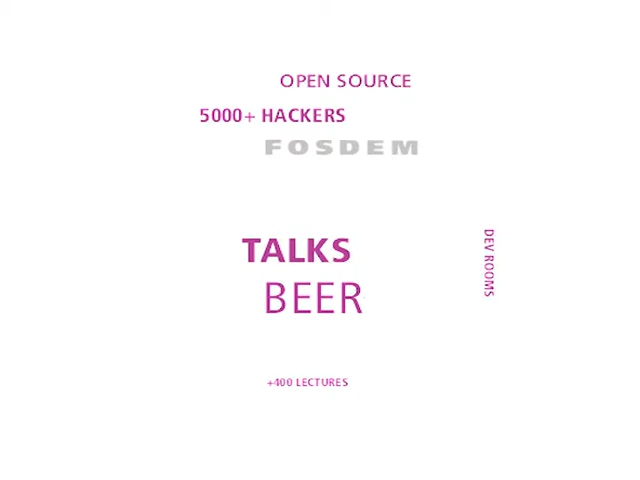 OPEN SOURCE
5000+ HACKERS
FOSDEM
TALKS
DEV ROOMS
BEER
+400 LECTURES